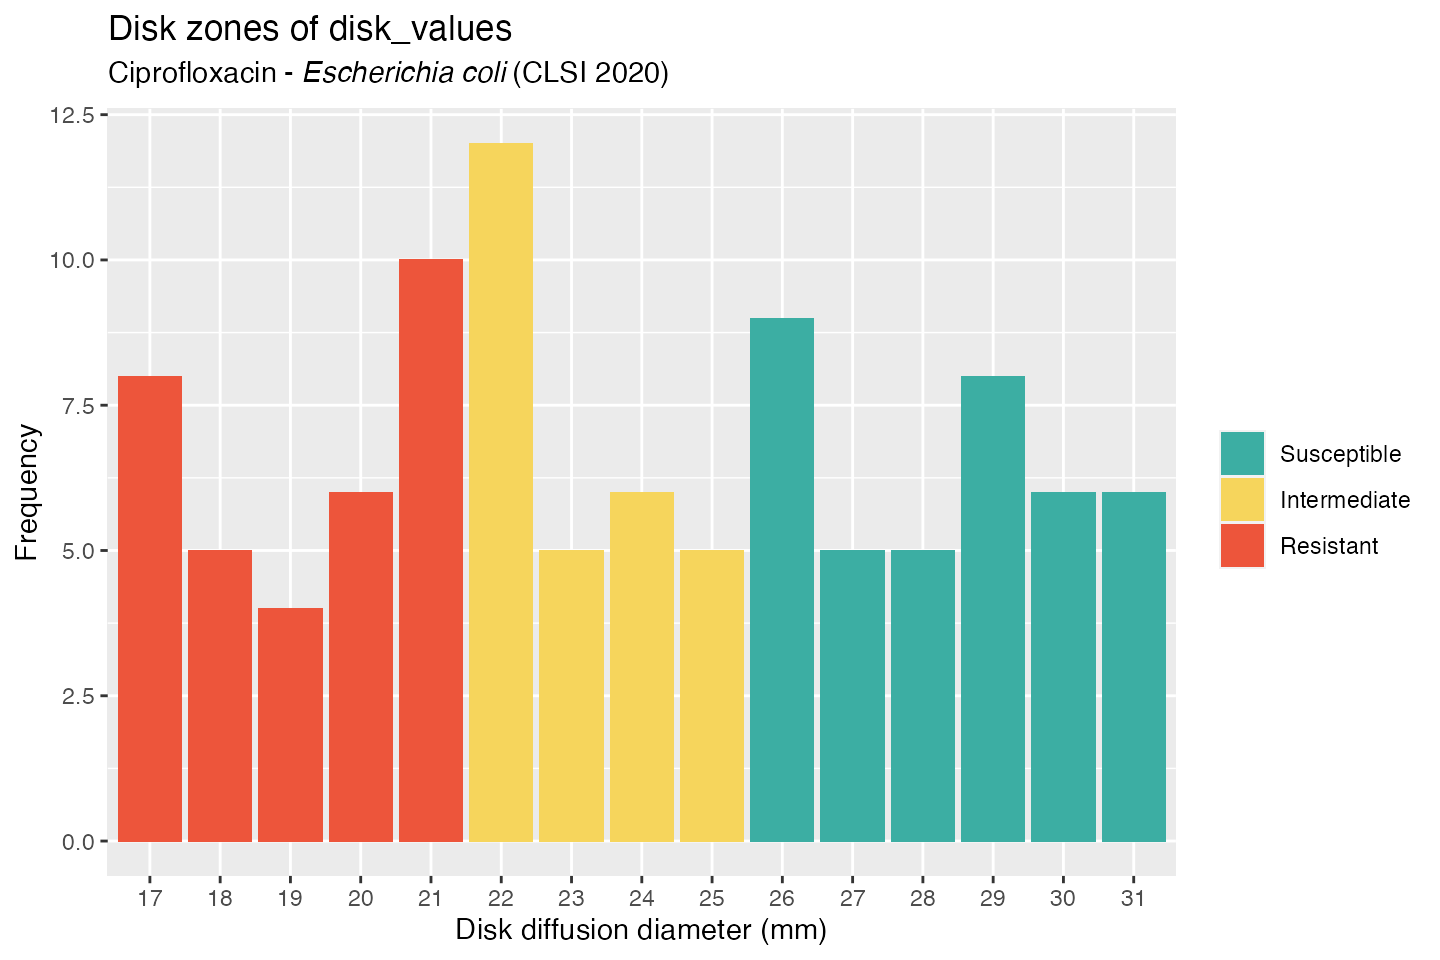 Disk zones of disk_values
Ciprofloxacin - Escherichia coli (CLSI 2020)
12.5
10.0
7.5
5.0
2.5
0.0
Frequency
17 18 19 20 21 22 23 24 25 26 27 28 29 30 31
Disk diffusion diameter (mm)
Susceptible
Intermediate
Resistant